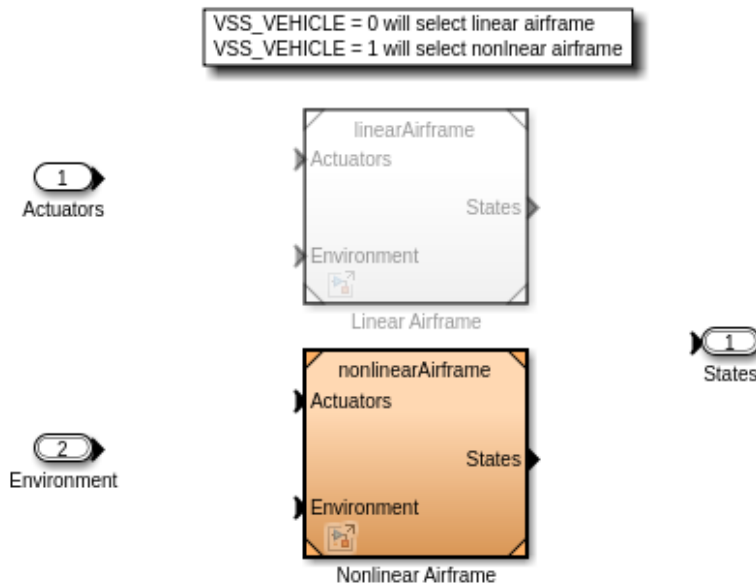 VSS_VEHICLE = 0 will select linear airframe
VSS_VEHICLE = 1 will select nonlnear airframe
linearAirframe
Actuators
1
Actuators
States
Environment
Linear Airframe
1
States
nonlinearAirframe
Actuators
2
Environment
States
Environment
Nonlinear Airframe